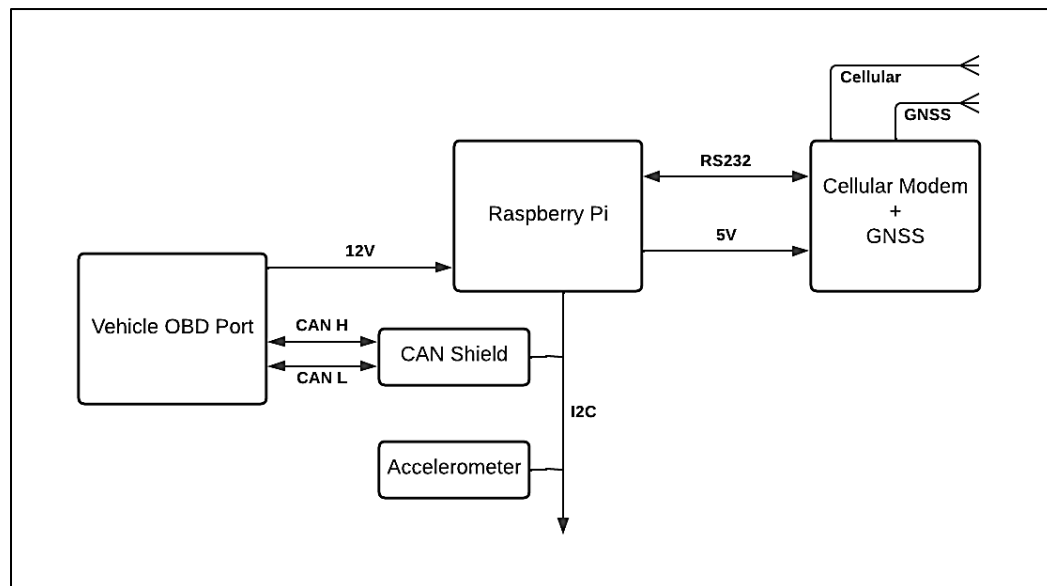 Cellular
GNSS
RS232
Raspberry Pi
Cellular Modem
+
GNSS
5V
12V
Vehicle OBD Port
CAN H
CAN Shield
CAN L
I2C
Accelerometer